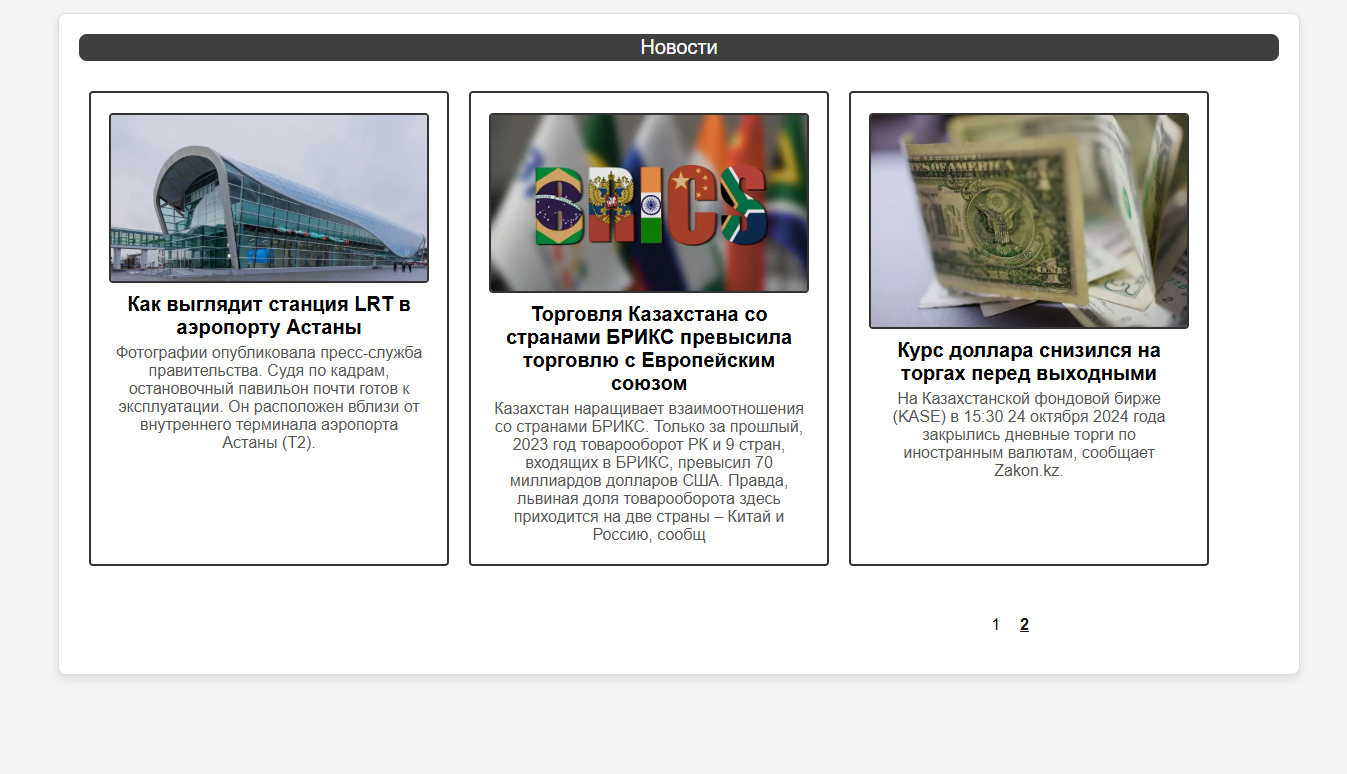 Новости
Как выглядит станция LRT в
аэропорту Астаны
Фотографии опубликовала пресс-служба
правительства. Судя по кадрам,
остановочный павильон почти готов к
эксплуатации. Он расположен вблизи от
внутреннего терминала аэропорта
Астаны (Т2).
BRICS
Торговля Казахстана со
странами БРИКС превысила
торговлю с Европейским
союзом
Казахстан наращивает взаимоотношения
со странами БРИКС. Только за прошлый,
2023 год товарооборот РК и 9 стран,
входящих в БРИКС, превысил 70
миллиардов долларов США. Правда,
львиная доля товарооборота здесь
приходится на две страны – Китай и
Россию, сообщ
ES OF AMERICA
1
ONE
Курс доллара снизился на
торгах перед выходными
На Казахстанской фондовой бирже
(KASE) в 15:30 24 октября 2024 года
закрылись дневные торги по
иностранным валютам, сообщает
Zakon.kz.
1 2